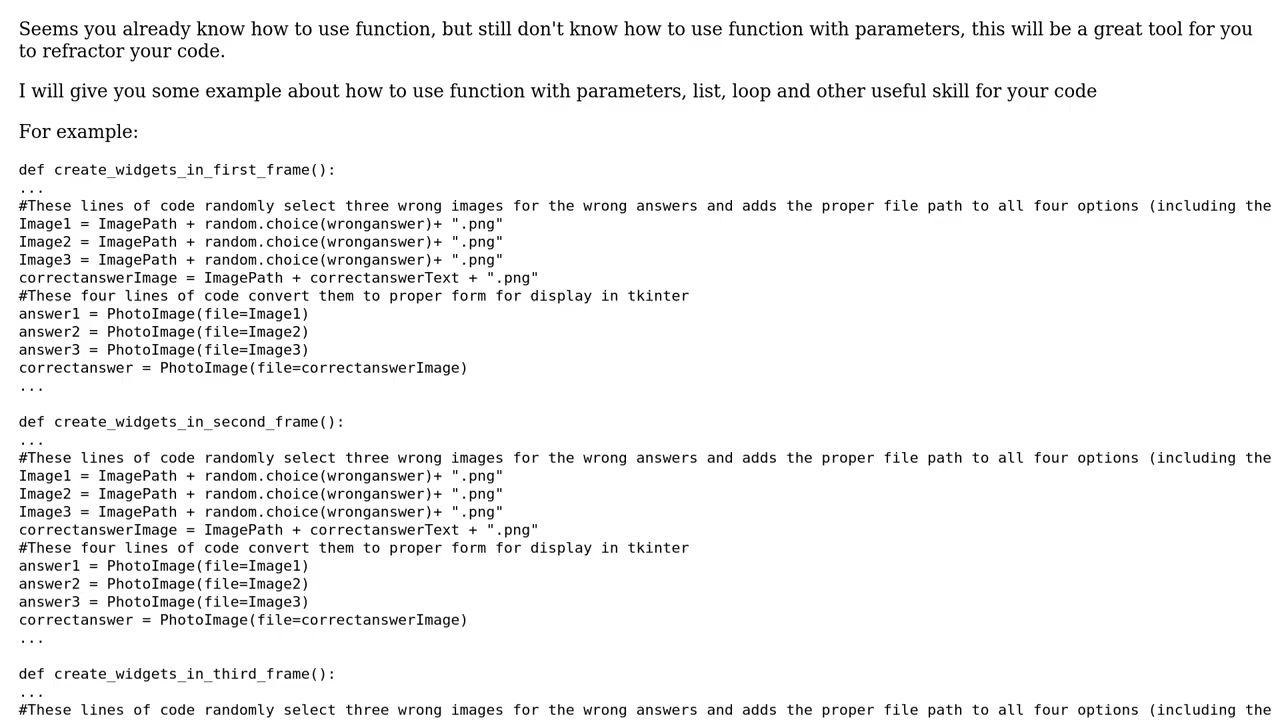 Seems you already know how to use function, but still don't know how to use function with parameters, this will be a great tool for you
to refractor your code.
I will give you some example about how to use function with parameters, list, loop and other useful skill for your code
For example:
def create_widgets_in_first_frame():
...
#These lines of code randomly select three wrong images for the wrong answers and adds the proper file path to all four options (including the
Image1 = ImagePath + random.choice(wronganswer)+ ".png"
Image2 = ImagePath + random.choice(wronganswer)+ ".png"
Image3 = ImagePath + random.choice(wronganswer)+ ".png"
correctanswerImage = ImagePath + correctanswerText + ".png"
#These four lines of code convert them to proper form for display in tkinter
answer1 = PhotoImage(file=Image1)
answer2 = PhotoImage(file=Image2)
answer3 = PhotoImage(file=Image3)
correctanswer = PhotoImage(file=correctanswerImage)
...
def create_widgets_in_second_frame():
...
#These lines of code randomly select three wrong images for the wrong answers and adds the proper file path to all four options (including the
Image1 = ImagePath + random.choice(wronganswer)+ ".png"
Image2 = ImagePath + random.choice(wronganswer)+ ".png"
Image3 = ImagePath + random.choice(wronganswer)+ ".png"
correctanswerImage = ImagePath + correctanswerText + ".png"
#These four lines of code convert them to proper form for display in tkinter
answer1 = PhotoImage(file=Image1)
answer2 = PhotoImage(file=Image2)
answer3 = PhotoImage(file=Image3)
correctanswer = PhotoImage(file=correctanswerImage)
...
def create_widgets_in_third_frame():
...
#These lines of code randomly select three wrong images for the wrong answers and adds the proper file path to all four options (including the